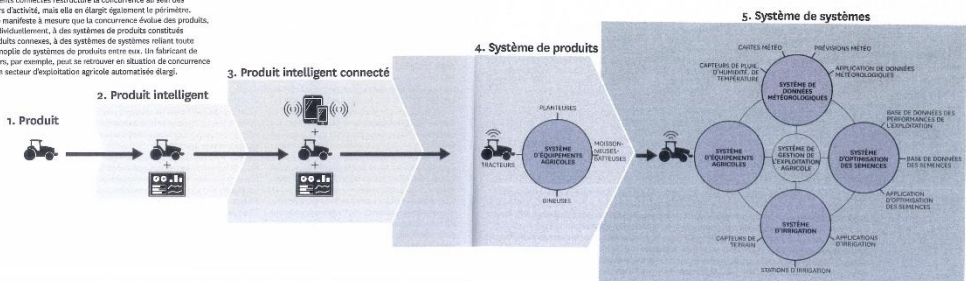 ents connectés restructure la concurrence au sein des
rs d'activité, mais elle en élargit également le périmètre.
manifeste à mesure que la concurrence évolue des produits,
dividuellement, à des systèmes de produits constitués
duits connexes, à des systèmes de systèmes reliant toute
noplie de systèmes de produits entre eux. Un fabricant de
rs, par exemple, peut se retrouver en situation de concurrence
n secteur d'exploitation agricole automatisée élargi.
1. Produit
2. Produit intelligent
+
3. Produit intelligent connecté
+
+
4. Système de produits
PLANTEUSES
TRACTEURS
SYSTÈME
D'ÉQUIPEMENTS
AGRICOLES
MOISSON-
NEUSES-
BATTEUSES
BINEUSES
5. Système de systèmes
CARTES MÉTÉO
PRÉVISIONS MÉTÉO
CAPTEURS DE PLUIE,
D'HUMIDITÉ, DE
TEMPÉRATURE
APPLICATION DE DONNÉES
MÉTÉOROLOGIQUES
SYSTÈME DE
DONNÉES
MÉTÉOROLOGIQUES
BASE DE DONNÉES DES
PERFORMANCES DE
L'EXPLOITATION
SYSTÈME
D'ÉQUIPEMENTS
AGRICOLES
SYSTÈME DE
GESTION DE
L'EXPLOITATION
AGRICOLE
SYSTÈME
D'OPTIMISATION
DES SEMENCES
BASE DE DONNÉES
DES SEMENCES
APPLICATION
D'OPTIMISATION
DES SEMENCES
SYSTÈME
D'IRRIGATION
CAPTEURS DE
TERRAIN
APPLICATIONS
D'IRRIGATION
STATIONS D'IRRIGATION